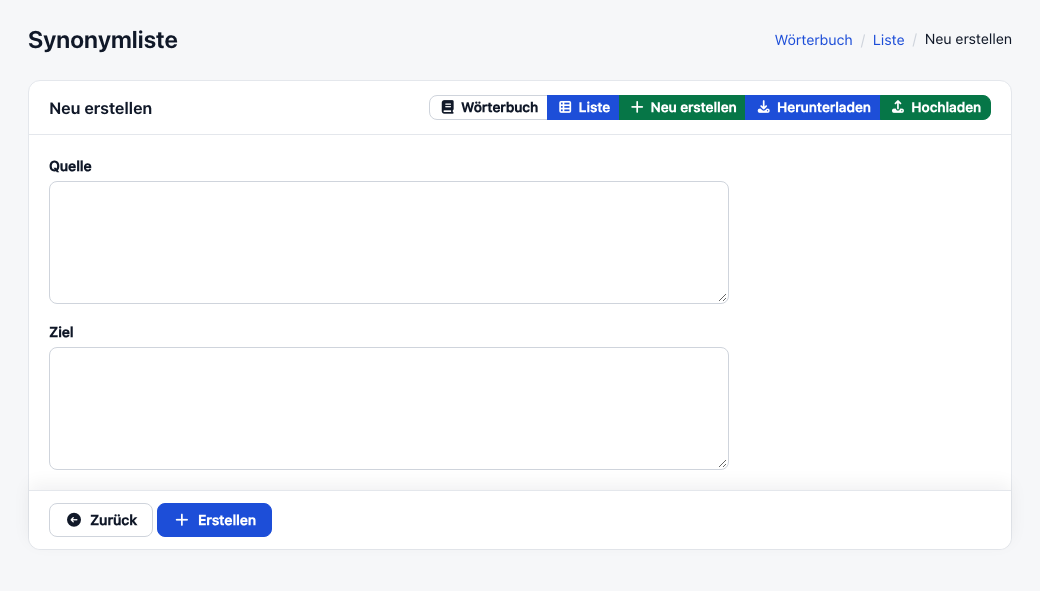 Synonymliste
Wörterbuch / Liste / Neu erstellen
Neu erstellen
Wörterbuch Liste Neu erstellen Herunterladen Hochladen
Quelle
Ziel
Zurück Erstellen